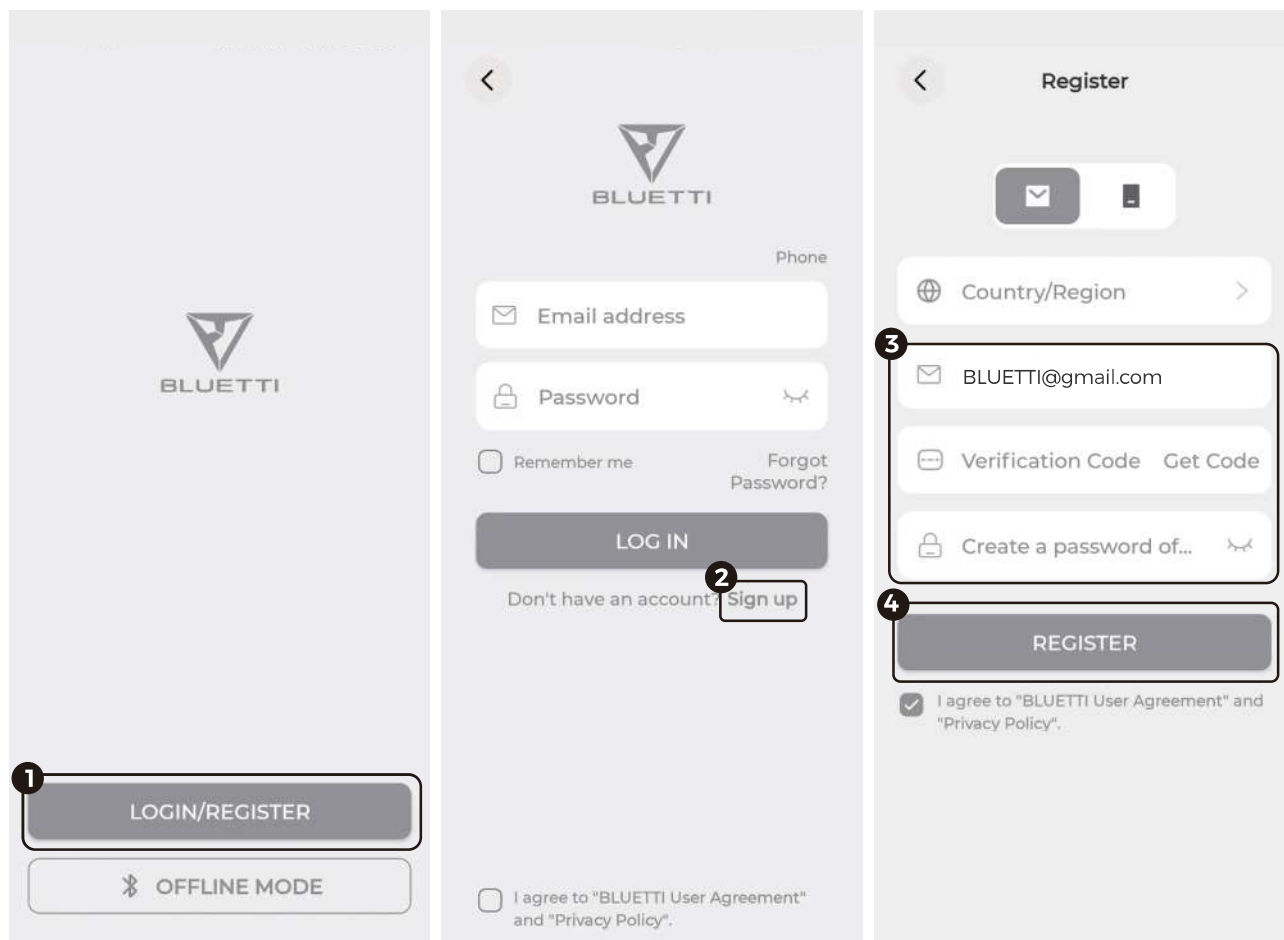 BLUETTI
1
LOGIN/REGISTER
OFFLINE MODE
BLUETTI
Phone
Email address
Password
Remember me
Forgot
Password?
LOG IN
2
Don't have an account? Sign up
I agree to "BLUETTI User Agreement"
and "Privacy Policy".
Register
Country/Region
3
BLUETTI@gmail.com
Verification Code Get Code
Create a password of...
4
REGISTER
I agree to "BLUETTI User Agreement" and
"Privacy Policy".